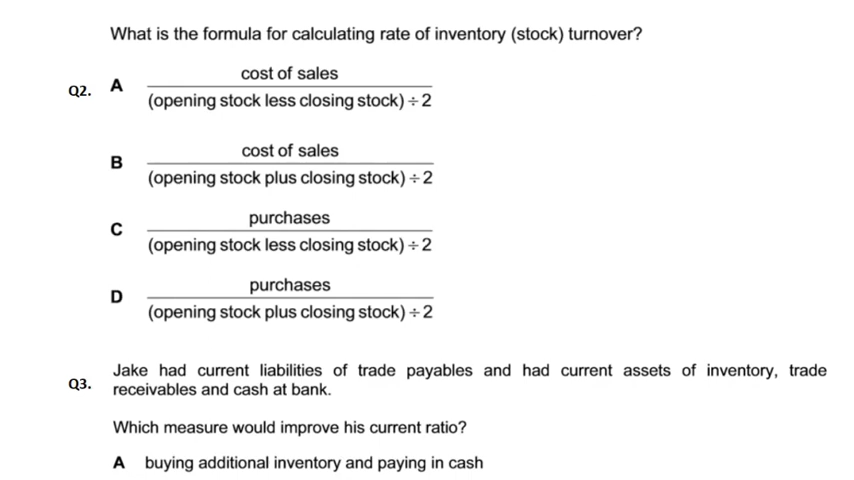 What is the formula for calculating rate of inventory (stock) turnover?
Q2. A cost of sales
(opening stock less closing stock) ÷ 2
B cost of sales
(opening stock plus closing stock) ÷ 2
C purchases
(opening stock less closing stock) ÷ 2
D purchases
(opening stock plus closing stock) ÷ 2
Jake had current liabilities of trade payables and had current assets of inventory, trade
Q3. receivables and cash at bank.
Which measure would improve his current ratio?
A buying additional inventory and paying in cash